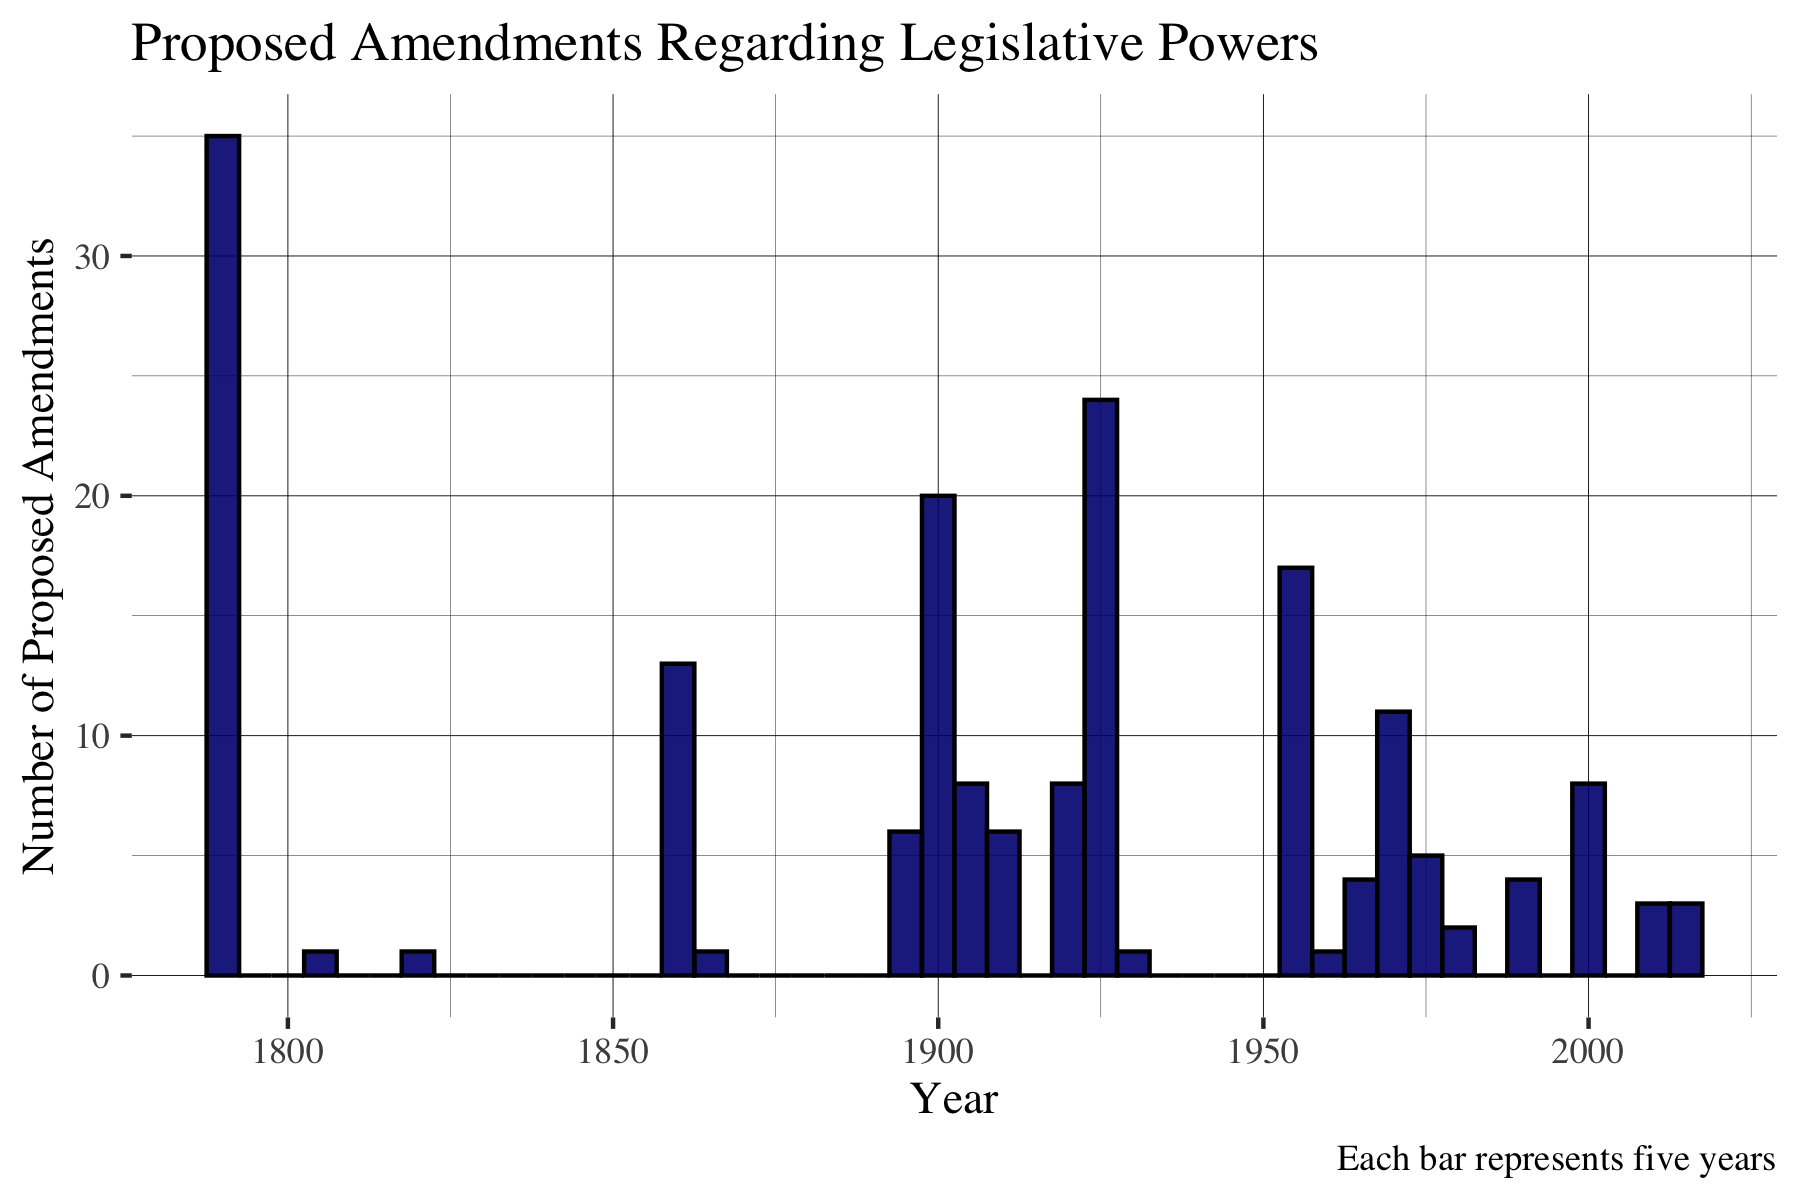 Proposed Amendments Regarding Legislative Powers
Number of Proposed Amendments
30
20
10
0
1800 1850 1900 1950 2000
Year
Each bar represents five years